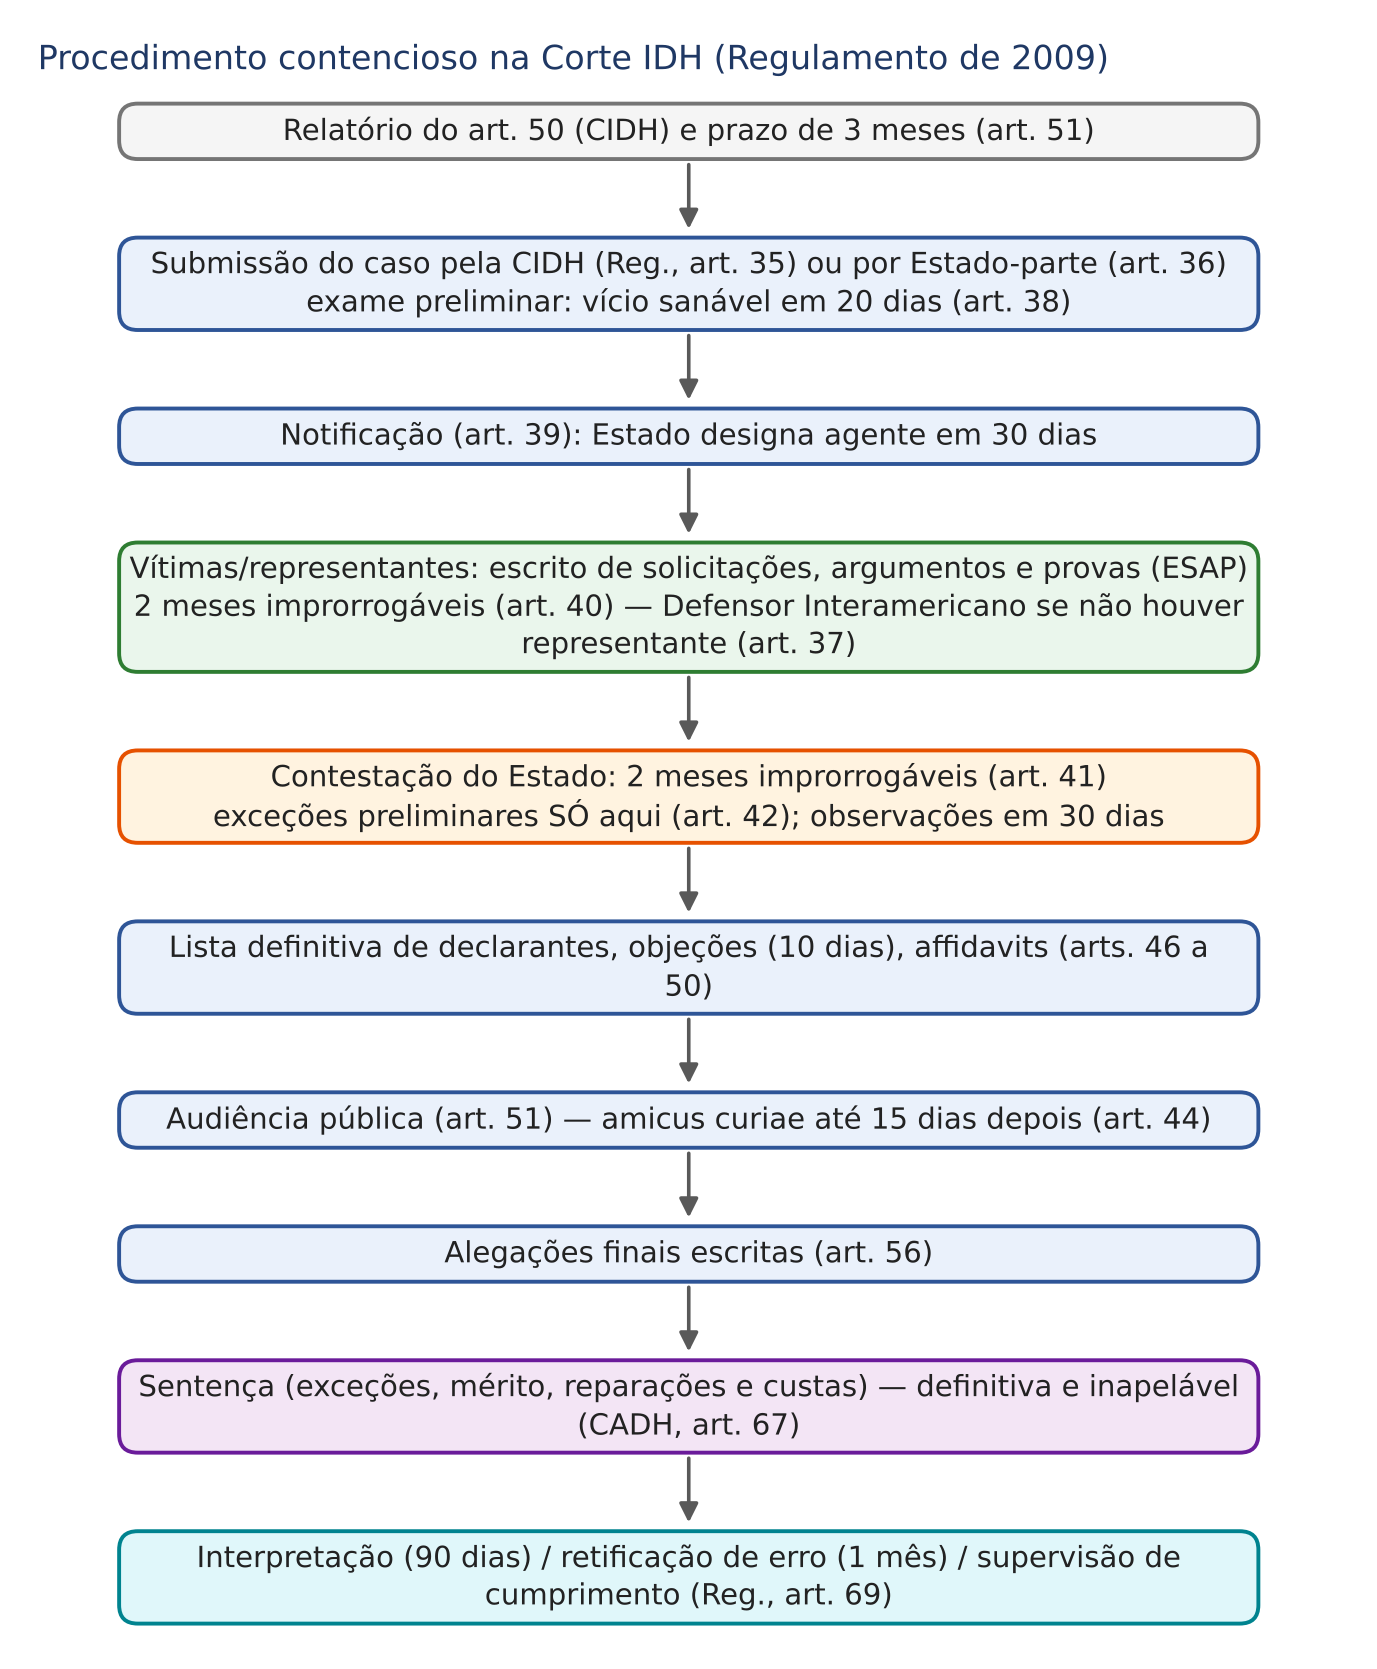 Procedimento contencioso na Corte IDH (Regulamento de 2009)
Relatório do art. 50 (CIDH) e prazo de 3 meses (art. 51)
Submissão do caso pela CIDH (Reg., art. 35) ou por Estado-parte (art. 36)
exame preliminar: vício sanável em 20 dias (art. 38)
Notificação (art. 39): Estado designa agente em 30 dias
Vítimas/representantes: escrito de solicitações, argumentos e provas (ESAP)
2 meses improrrogáveis (art. 40) — Defensor Interamericano se não houver
representante (art. 37)
Contestação do Estado: 2 meses improrrogáveis (art. 41)
exceções preliminares SÓ aqui (art. 42); observações em 30 dias
Lista definitiva de declarantes, objeções (10 dias), affidavits (arts. 46 a
50)
Audiência pública (art. 51) — amicus curiae até 15 dias depois (art. 44)
Alegações finais escritas (art. 56)
Sentença (exceções, mérito, reparações e custas) — definitiva e inapelável
(CADH, art. 67)
Interpretação (90 dias) / retificação de erro (1 mês) / supervisão de
cumprimento (Reg., art. 69)